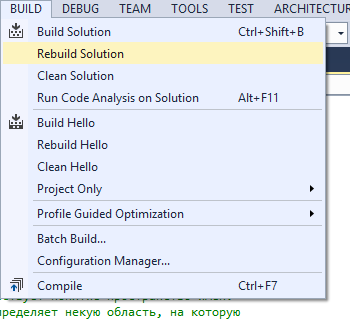 BUILD DEBUG TEAM TOOLS TEST ARCHITECTUR
Build Solution Ctrl+Shift+B
Rebuild Solution
Clean Solution
Run Code Analysis on Solution Alt+F11
Build Hello
Rebuild Hello
Clean Hello
Project Only
Profile Guided Optimization
Batch Build...
Configuration Manager...
Compile Ctrl+F7
пределяет некую область, на которую